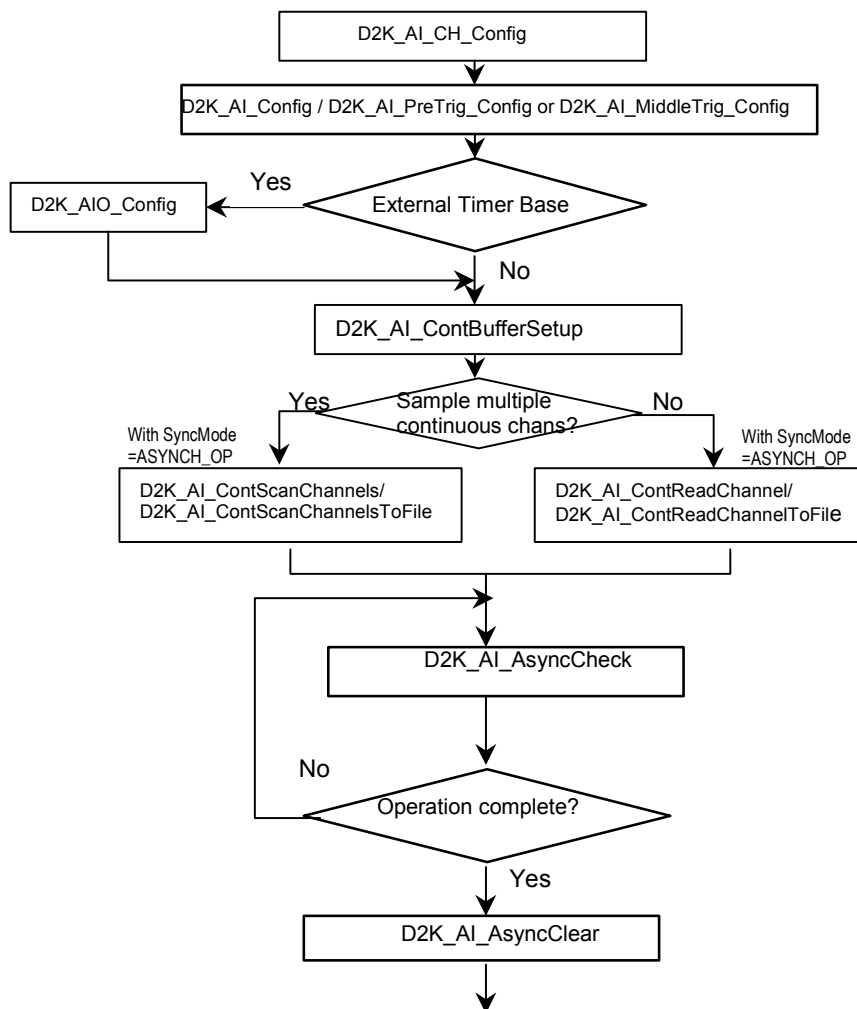 D2K_AI_CH_Config
D2K_AI_Config / D2K_AI_PreTrig_Config or D2K_AI_MiddleTrig_Config
Yes
D2K_AIO_Config
External Timer Base
No
D2K_AI_ContBufferSetup
Yes
Sample multiple
continuous chans?
No
With SyncMode
=ASYNCH_OP
With SyncMode
=ASYNCH_OP
D2K_AI_ContScanChannels/
D2K_AI_ContScanChannelsToFile
D2K_AI_ContReadChannel/
D2K_AI_ContReadChannelToFile
D2K_AI_AsyncCheck
No
Operation complete?
Yes
D2K_AI_AsyncClear